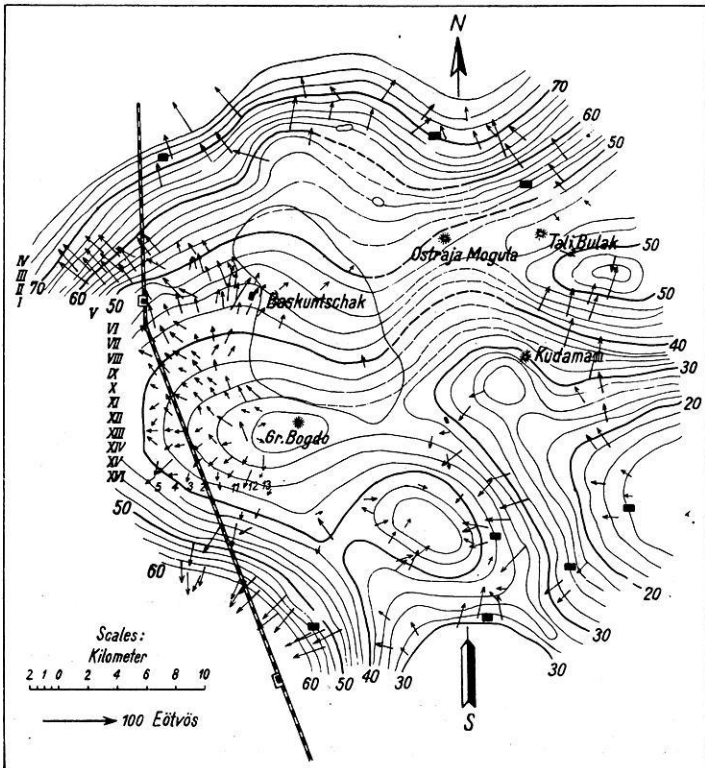 N
70
60
50
IV
III
II
I
70
60
50
V
VI
VII
VIII
IX
X
XI
XII
XIII
XIV
XV
XVI
Ostraja Moguta
Tali Bulak
50
50
Baskuntschak
Kudamam
40
30
20
Gr. Bogdo
5 4 3 2 11 12 13
50
60
20
30
30
60 50 40 30
Scales:
Kilometer
2 1 0 2 4 6 8 10
100 Eötvös
S